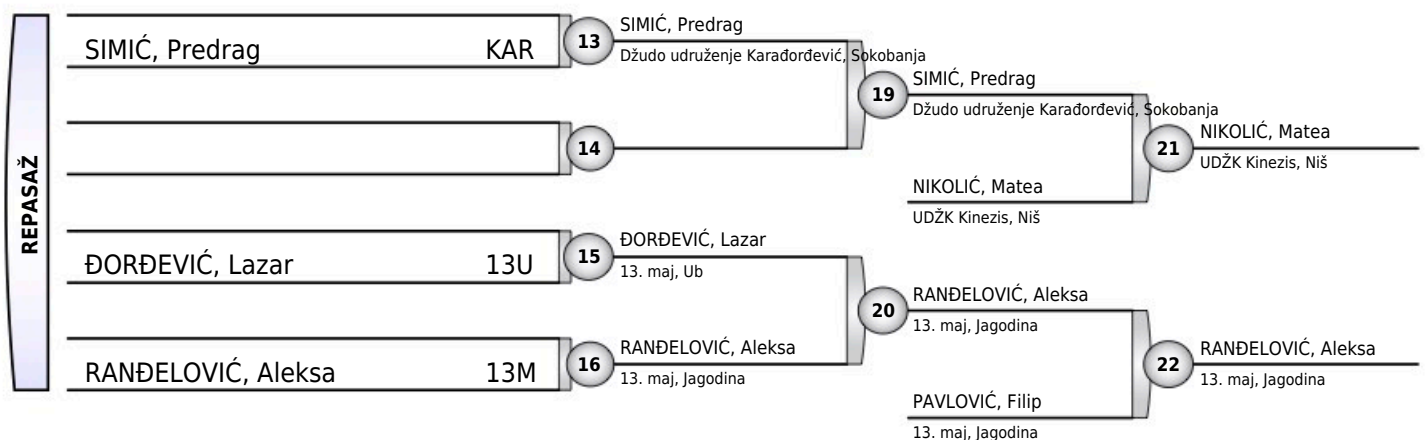 REPASAŽ
SIMIĆ, Predrag KAR
13
SIMIĆ, Predrag
Džudo udruženje Karađorđević, Sokobanja
14
19
SIMIĆ, Predrag
Džudo udruženje Karađorđević, Sokobanja
NIKOLIĆ, Matea
UDŽK Kinezis, Niš
21
NIKOLIĆ, Matea
UDŽK Kinezis, Niš
ĐORĐEVIĆ, Lazar 13U
15
ĐORĐEVIĆ, Lazar
13. maj, Ub
RANĐELOVIĆ, Aleksa 13M
16
RANĐELOVIĆ, Aleksa
13. maj, Jagodina
20
RANĐELOVIĆ, Aleksa
13. maj, Jagodina
PAVLOVIĆ, Filip
13. maj, Jagodina
22
RANĐELOVIĆ, Aleksa
13. maj, Jagodina